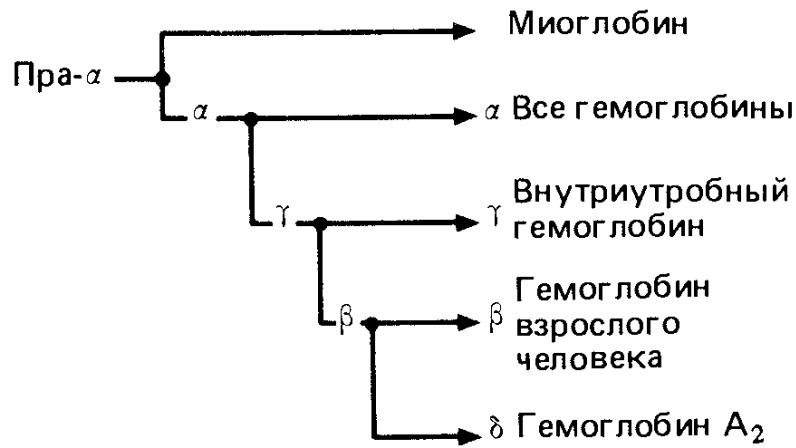 Миоглобин
Пра-α
α
α Все гемоглобины
γ
γ Внутриутробный
гемоглобин
β
β Гемоглобин
взрослого
человека
δ Гемоглобин A₂